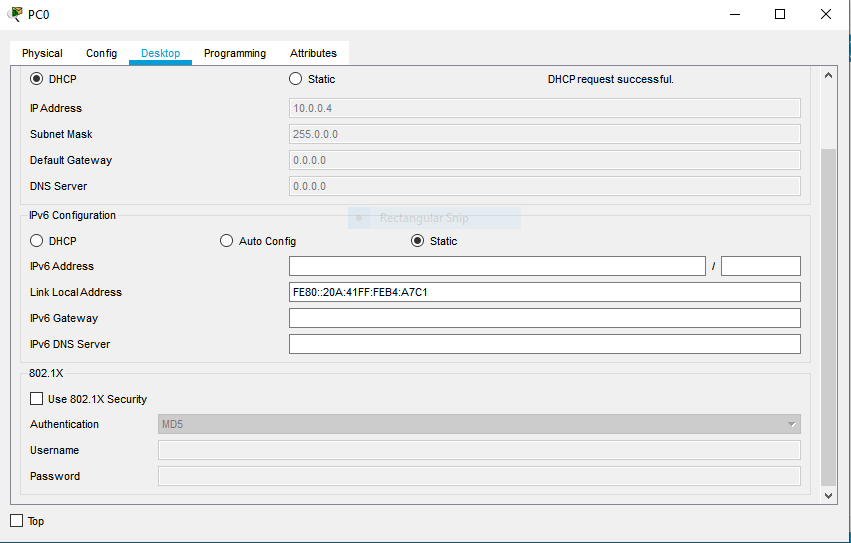 PC0
Physical Config Desktop Programming Attributes
DHCP Static DHCP request successful.
IP Address 10.0.0.4
Subnet Mask 255.0.0.0
Default Gateway 0.0.0.0
DNS Server 0.0.0.0
IPv6 Configuration
Rectangular Snip
DHCP Auto Config Static
IPv6 Address /
Link Local Address FE80::20A:41FF:FEB4:A7C1
IPv6 Gateway
IPv6 DNS Server
802.1X
Use 802.1X Security
Authentication MD5
Username
Password
Top